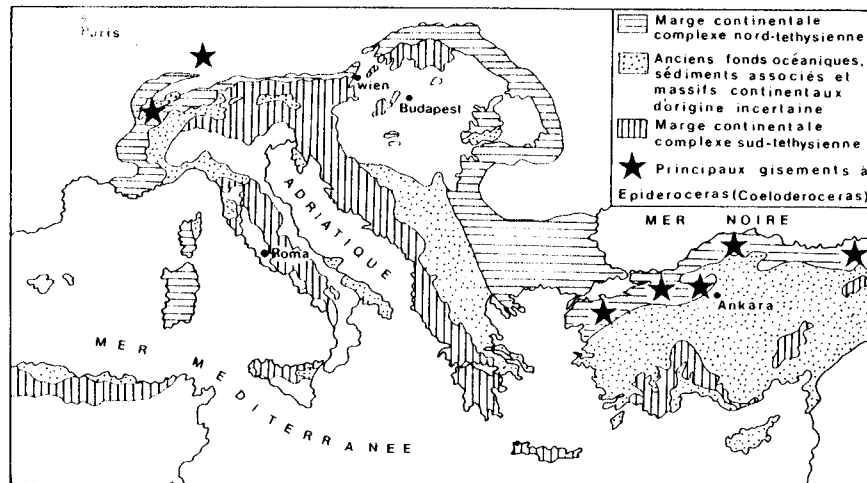 Paris
wien
Budapest
ADRIATIQUE
Roma
MER MEDITERRANEE
MER NOIRE
Ankara
Marge continentale
complexe nord-tethysienne
Anciens fonds océaniques,
sédiments associés et
massifs continentaux
d'origine incertaine
Marge continentale
complexe sud-tethysienne
Principaux gisements à
Epideroceras (Coeloderoceras)